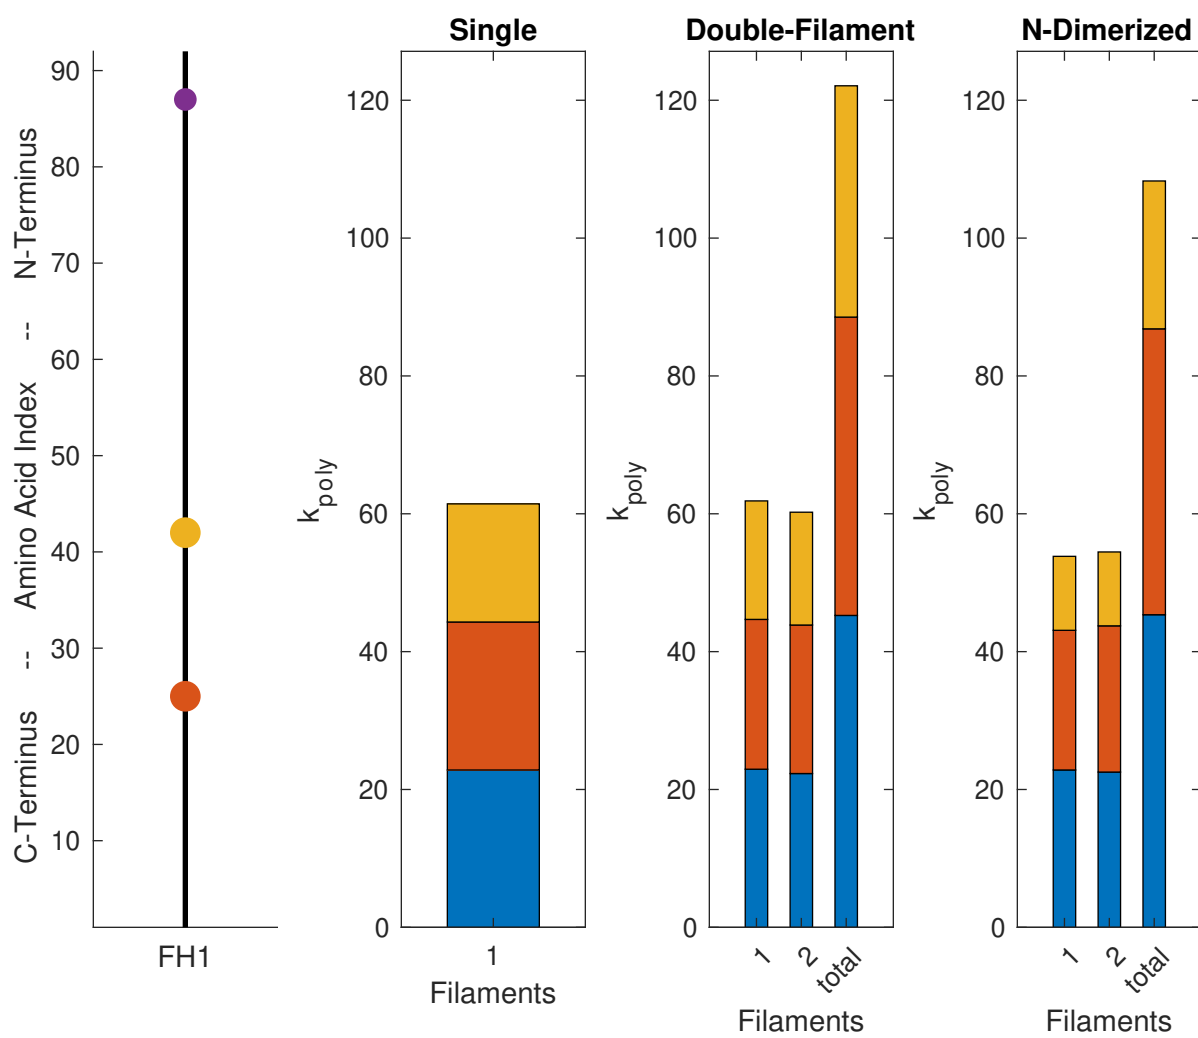 Single
Double-Filament
N-Dimerized
C-Terminus -- Amino Acid Index -- N-Terminus
90
80
70
60
50
40
30
20
10
FH1
k_poly
120
100
80
60
40
20
0
1
Filaments
k_poly
120
100
80
60
40
20
0
1
2
total
Filaments
k_poly
120
100
80
60
40
20
0
1
2
total
Filaments